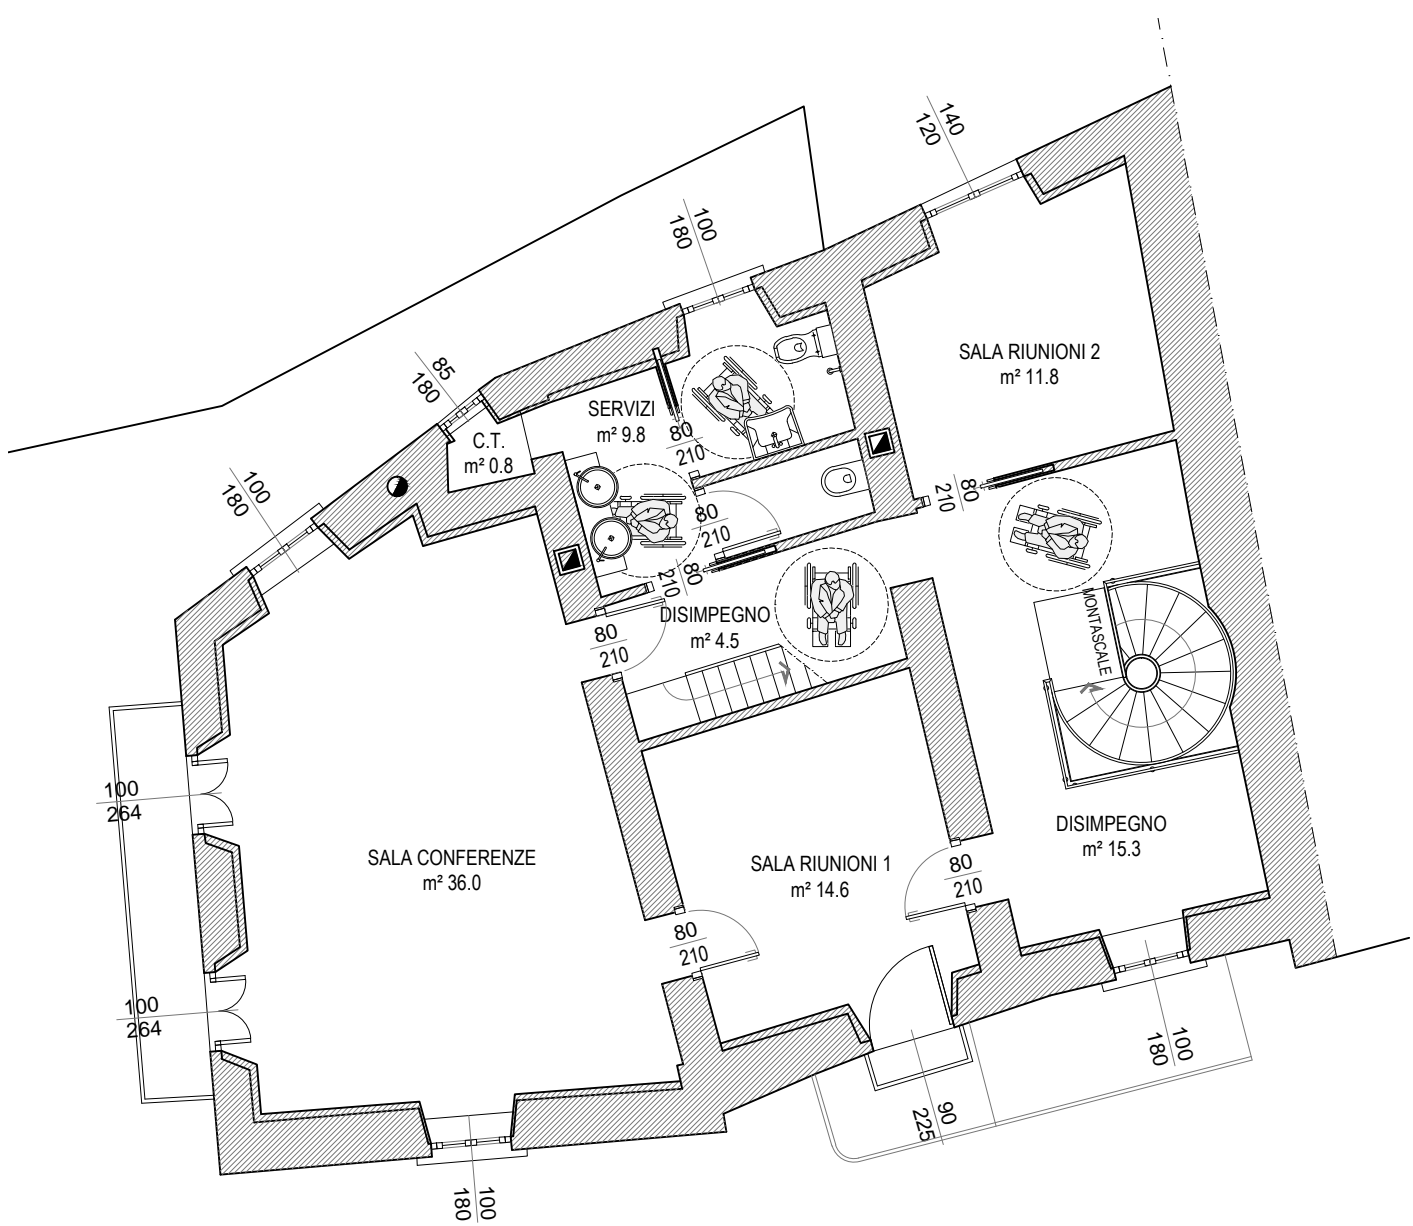 140
120
100
180
85
180
100
180
SALA RIUNIONI 2
m² 11.8
SERVIZI
m² 9.8
C.T.
m² 0.8
80
210
80
210
80
210
80
210
80
210
DISIMPEGNO
m² 4.5
MONTASCALE
100
264
SALA CONFERENZE
m² 36.0
SALA RIUNIONI 1
m² 14.6
DISIMPEGNO
m² 15.3
80
210
80
210
100
264
100
180
90
225
100
180